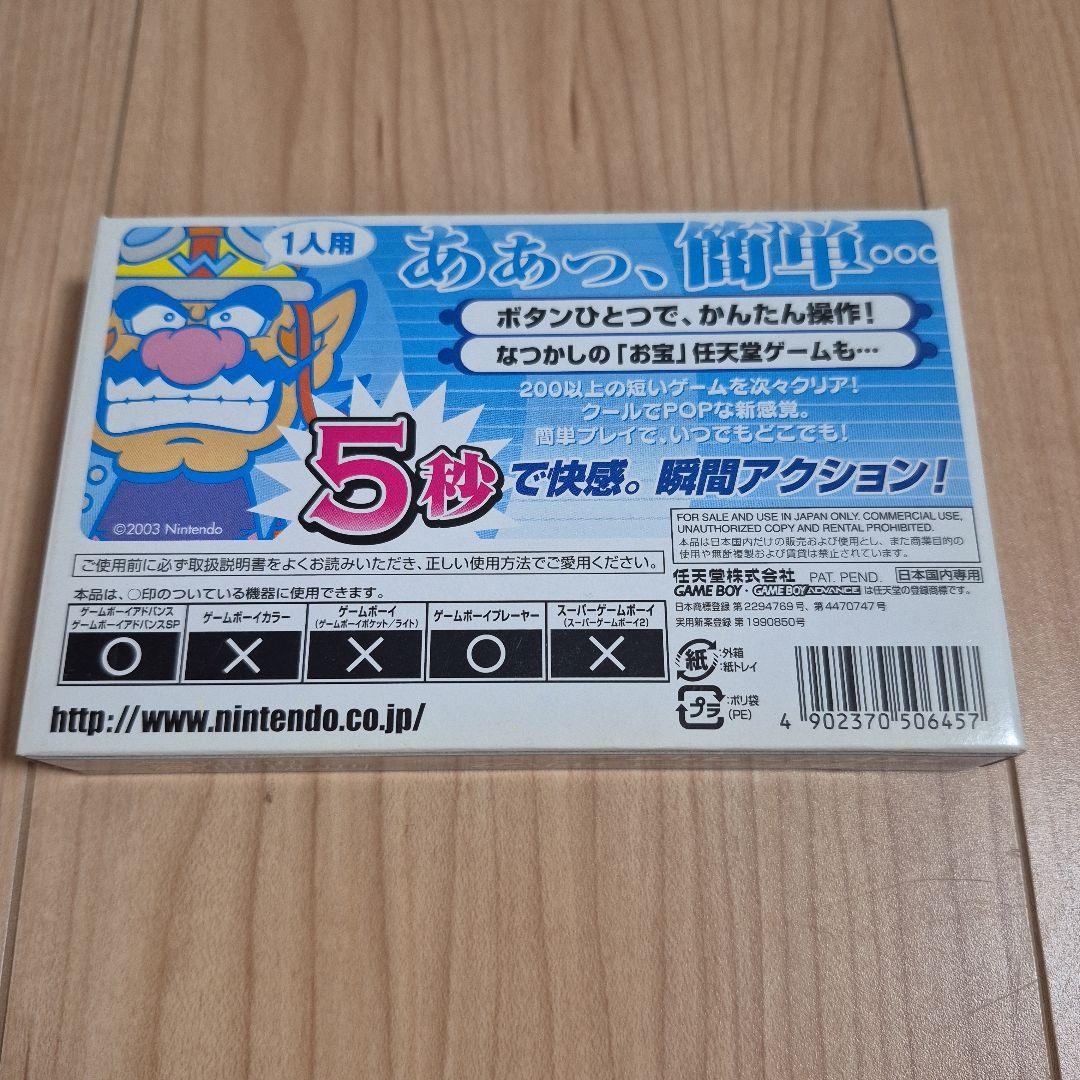 1人用
ああっ、簡単…
ボタンひとつで、かんたん操作！
なつかしの「お宝」任天堂ゲームも…
200以上の短いゲームを次々クリア！
クールでPOPな新感覚。
簡単プレイで、いつでもどこでも！
5秒で快感。瞬間アクション！
W
©2003 Nintendo
FOR SALE AND USE IN JAPAN ONLY. COMMERCIAL USE,
UNAUTHORIZED COPY AND RENTAL PROHIBITED.
本品は日本国内だけの販売および使用とし、また商業目的の
使用や無断複製および賃貸は禁止されています。
ご使用前に必ず取扱説明書をよくお読みいただき、正しい使用方法でご愛用ください。
本品は、○印のついている機器に使用できます。
ゲームボーイアドバンス
ゲームボーイアドバンスSP
○
ゲームボーイカラー
×
ゲームボーイ
（ゲームボーイポケット／ライト）
×
ゲームボーイプレーヤー
○
スーパーゲームボーイ
（スーパーゲームボーイ2）
×
任天堂株式会社 PAT. PEND. 日本国内専用
GAME BOY・GAME BOY ADVANCE は任天堂の登録商標です。
日本商標登録 第2294769号、第4470747号
実用新案登録 第1990850号
紙 :外箱
:紙トレイ
プラ :ポリ袋
(PE)
http://www.nintendo.co.jp/
4 902370 506457